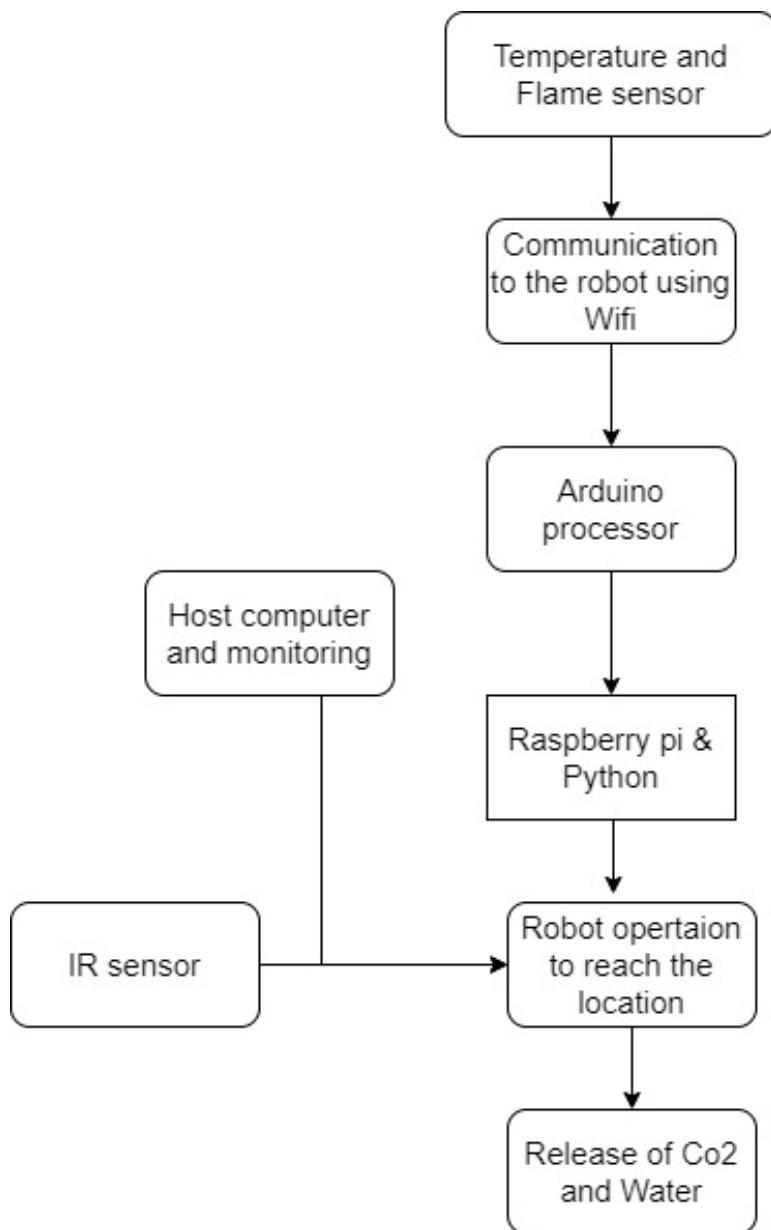 Temperature and
Flame sensor
Communication
to the robot using
Wifi
Arduino
processor
Host computer
and monitoring
Raspberry pi &
Python
IR sensor
Robot opertaion
to reach the
location
Release of Co2
and Water